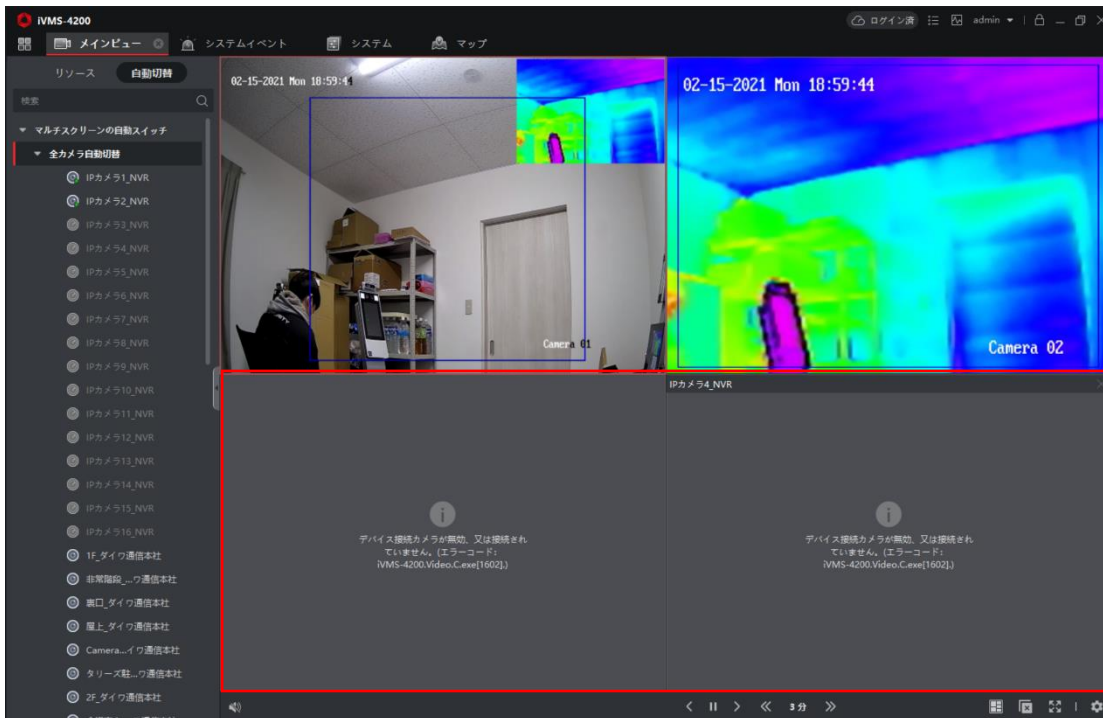 iVMS-4200
ログイン済
admin
メインビュー
システムイベント
システム
マップ
リソース
自動切替
検索
マルチスクリーンの自動スイッチ
全カメラ自動切替
IPカメラ1_NVR
IPカメラ2_NVR
IPカメラ3_NVR
IPカメラ4_NVR
IPカメラ5_NVR
IPカメラ6_NVR
IPカメラ7_NVR
IPカメラ8_NVR
IPカメラ9_NVR
IPカメラ10_NVR
IPカメラ11_NVR
IPカメラ12_NVR
IPカメラ13_NVR
IPカメラ14_NVR
IPカメラ15_NVR
IPカメラ16_NVR
1F_ダイワ通信本社
非常階段_...ワ通信本社
裏口_ダイワ通信本社
屋上_ダイワ通信本社
Camera...イワ通信本社
タリーズ駐...ワ通信本社
2F_ダイワ通信本社
02-15-2021 Mon 18:59:44
Camera 01
02-15-2021 Mon 18:59:44
Camera 02
デバイス接続カメラが無効、又は接続され
ていません。(エラーコード:
iVMS-4200.Video.C.exe[1602].)
IPカメラ4_NVR
デバイス接続カメラが無効、又は接続され
ていません。(エラーコード:
iVMS-4200.Video.C.exe[1602].)
3分